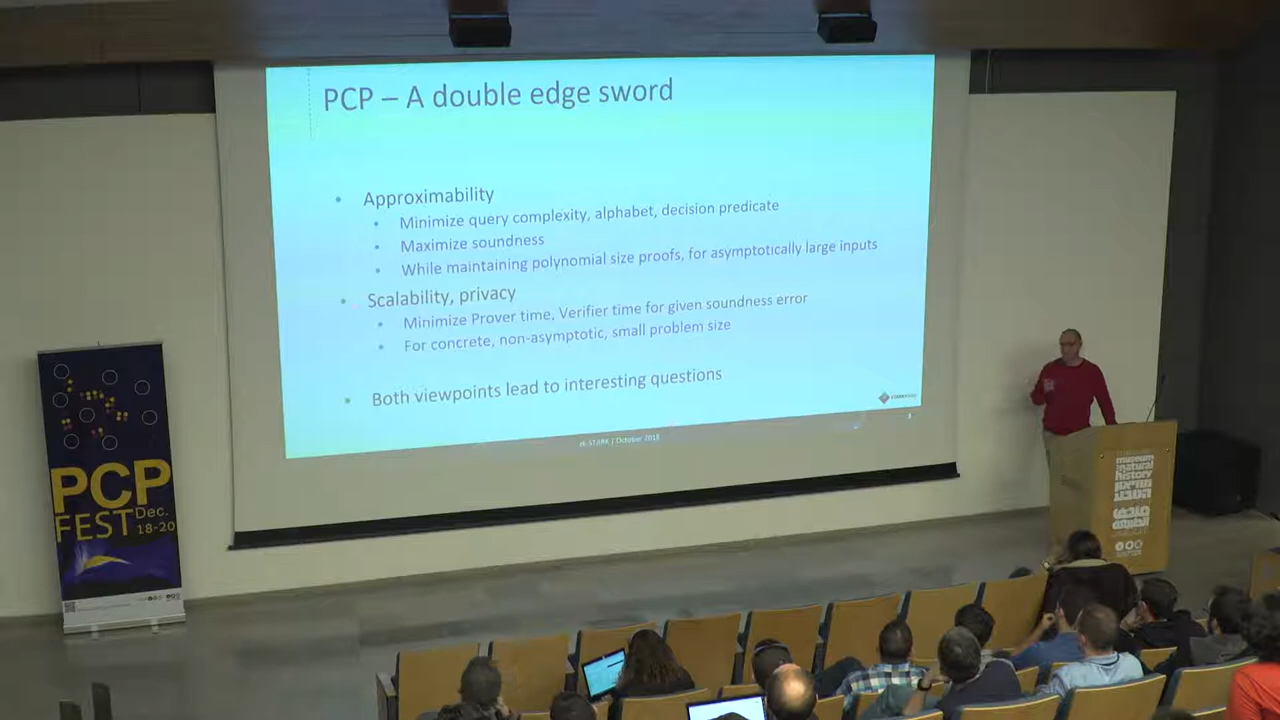 PCP – A double edge sword
• Approximability
• Minimize query complexity, alphabet, decision predicate
• Maximize soundness
• While maintaining polynomial size proofs, for asymptotically large inputs
• Scalability, privacy
• Minimize Prover time, Verifier time for given soundness error
• For concrete, non-asymptotic, small problem size
• Both viewpoints lead to interesting questions
zk-STARK / October 2018
PCP
FEST Dec.
18-20
museum
natural
history
מוזיאון
הטבע